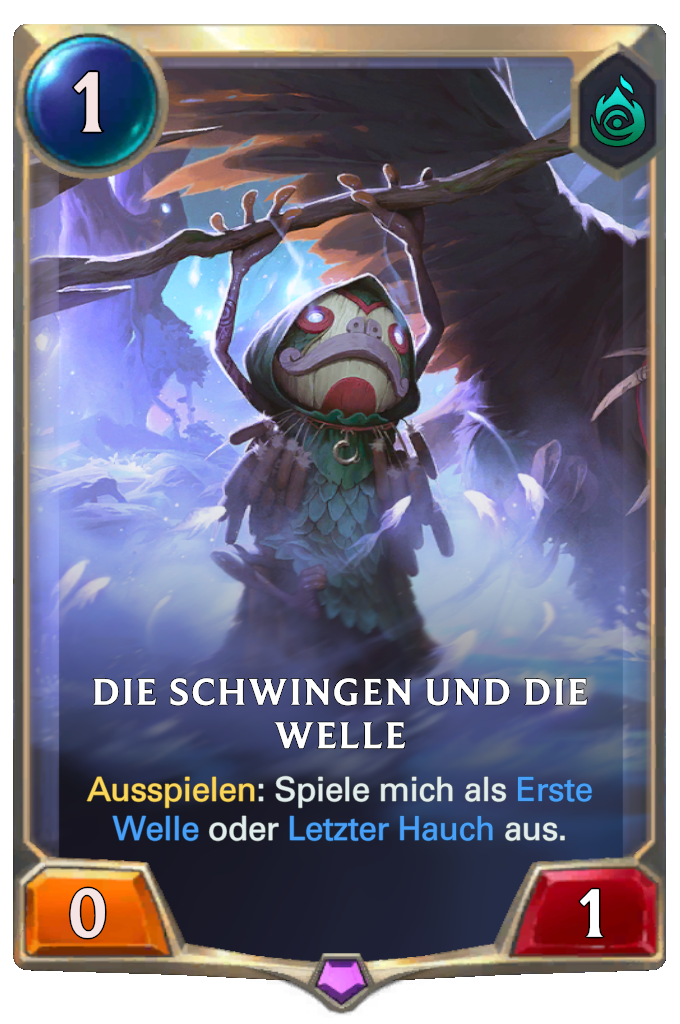 1
DIE SCHWINGEN UND DIE
WELLE
Ausspielen: Spiele mich als Erste
Welle oder Letzter Hauch aus.
0
1